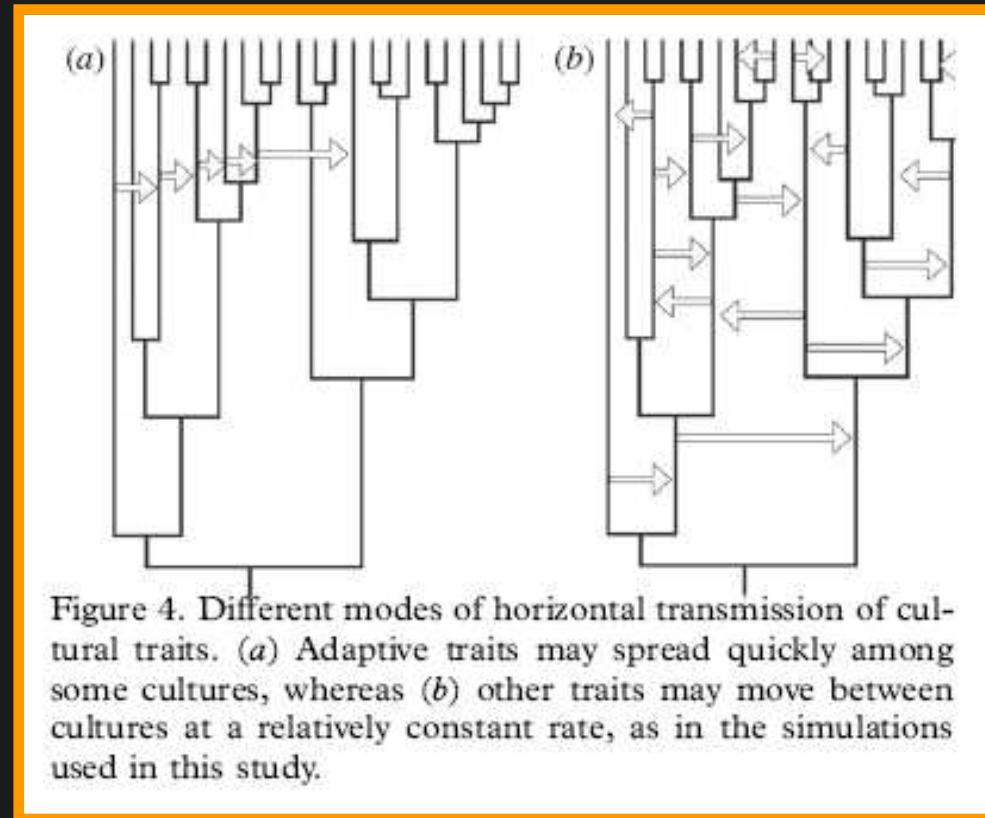 (a)
(b)
Figure 4. Different modes of horizontal transmission of cul-
tural traits. (a) Adaptive traits may spread quickly among
some cultures, whereas (b) other traits may move between
cultures at a relatively constant rate, as in the simulations
used in this study.